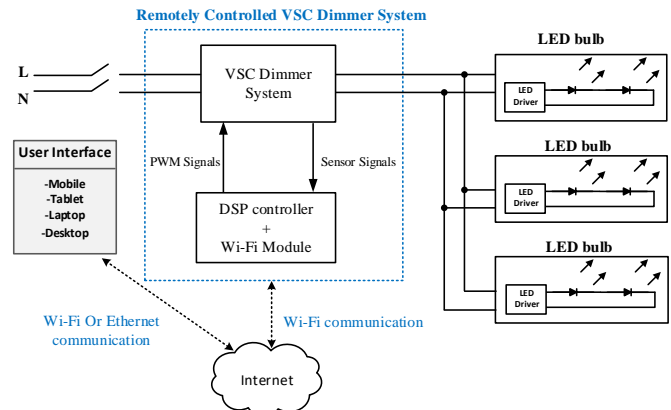 Remotely Controlled VSC Dimmer System
L
N
VSC Dimmer
System
PWM Signals
Sensor Signals
DSP controller
+
Wi-Fi Module
User Interface
-Mobile
-Tablet
-Laptop
-Desktop
Wi-Fi Or Ethernet
communication
Wi-Fi communication
Internet
LED bulb
LED
Driver
LED bulb
LED
Driver
LED bulb
LED
Driver